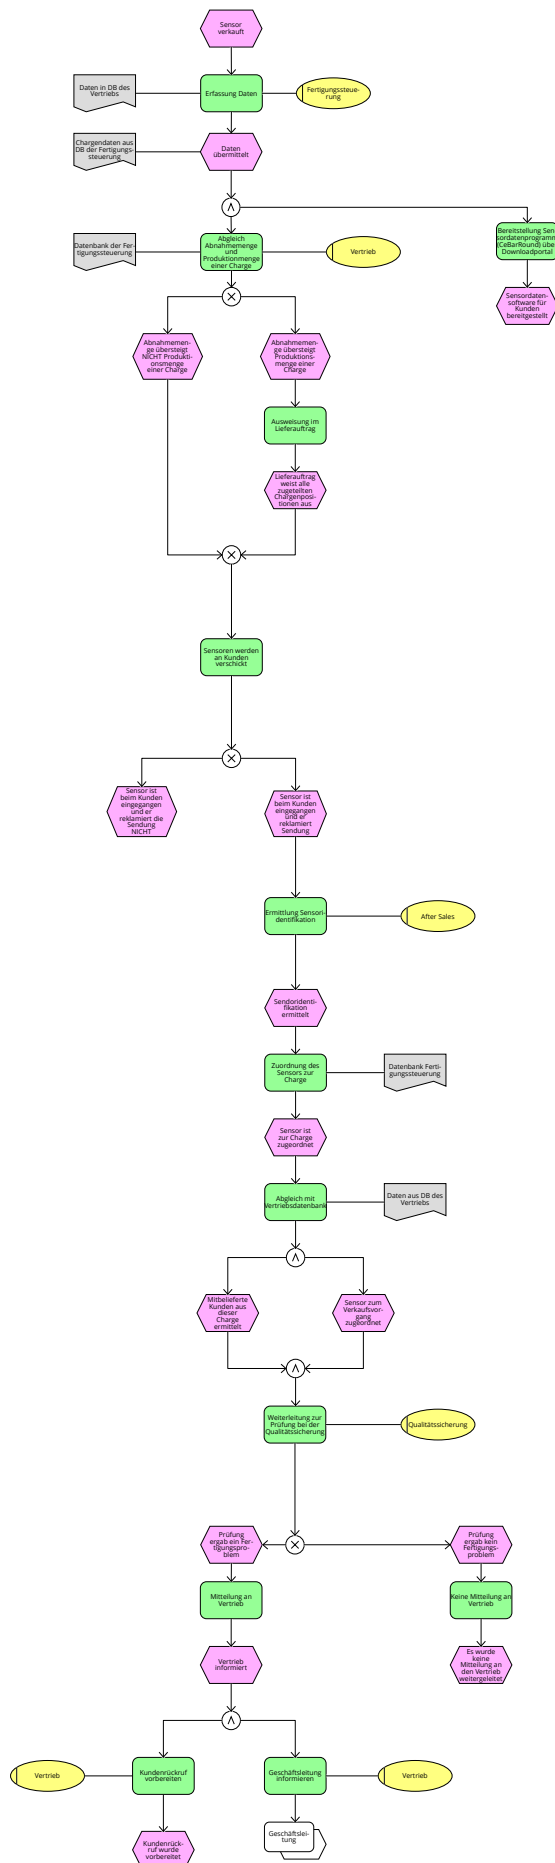 Sensor
verkauft
Daten in DB des
Vertriebs
Erfassung Daten
Fertigungssteue-
rung
Chargendaten aus
DB der Fertigungs-
steuerung
Daten
übermittelt
Λ
Datenbank der Fer-
tigungssteuerung
Abgleich
Abnahmemenge
und
Produktionmenge
einer Charge
Vertrieb
Bereitstellung Sen-
sordatenprogramm
(CeBarRound) übe
Downloadportal
Sensordaten-
software für
Kunden
bereitgestellt
Abnahmemen-
ge übersteigt
NICHT Produkti-
onsmenge
einer Charge
Abnahmemen-
ge übersteigt
Produktions-
menge einer
Charge
Ausweisung im
Lieferauftrag
Lieferauftrag
weist alle
zugeteilten
Chargenposi-
tionen aus
Sensoren werden
an Kunden
verschickt
Sensor ist
beim Kunden
eingegangen
und er
reklamiert die
Sendung
NICHT
Sensor ist
beim Kunden
eingegangen
und er
reklamiert
Sendung
Ermittlung Sensori-
dentifikation
After Sales
Sendoridenti-
fikation
ermittelt
Zuordnung des
Sensors zur
Charge
Datenbank Ferti-
gungssteuerung
Sensor ist
zur Charge
zugeordnet
Abgleich mit
Vertriebsdatenbank
Daten aus DB des
Vertriebs
Λ
Mitbelieferte
Kunden aus
dieser
Charge
ermittelt
Sensor zum
Verkaufsvor-
gang
zugeordnet
Λ
Weiterleitung zur
Prüfung bei der
Qualitätssicherung
Qualitätssicherung
Prüfung
ergab ein Fer-
tigungspro-
blem
Prüfung
ergab kein
Fertigungs-
problem
Mitteilung an
Vertrieb
Keine Mitteilung an
Vertrieb
Vertrieb
informiert
Es wurde
keine
Mitteilung an
den Vertrieb
weitergeleitet
Λ
Vertrieb
Kundenrückruf
vorbereiten
Geschäftsleitung
informieren
Vertrieb
Kundenrück-
ruf wurde
vorbereitet
Geschäftslei-
tung